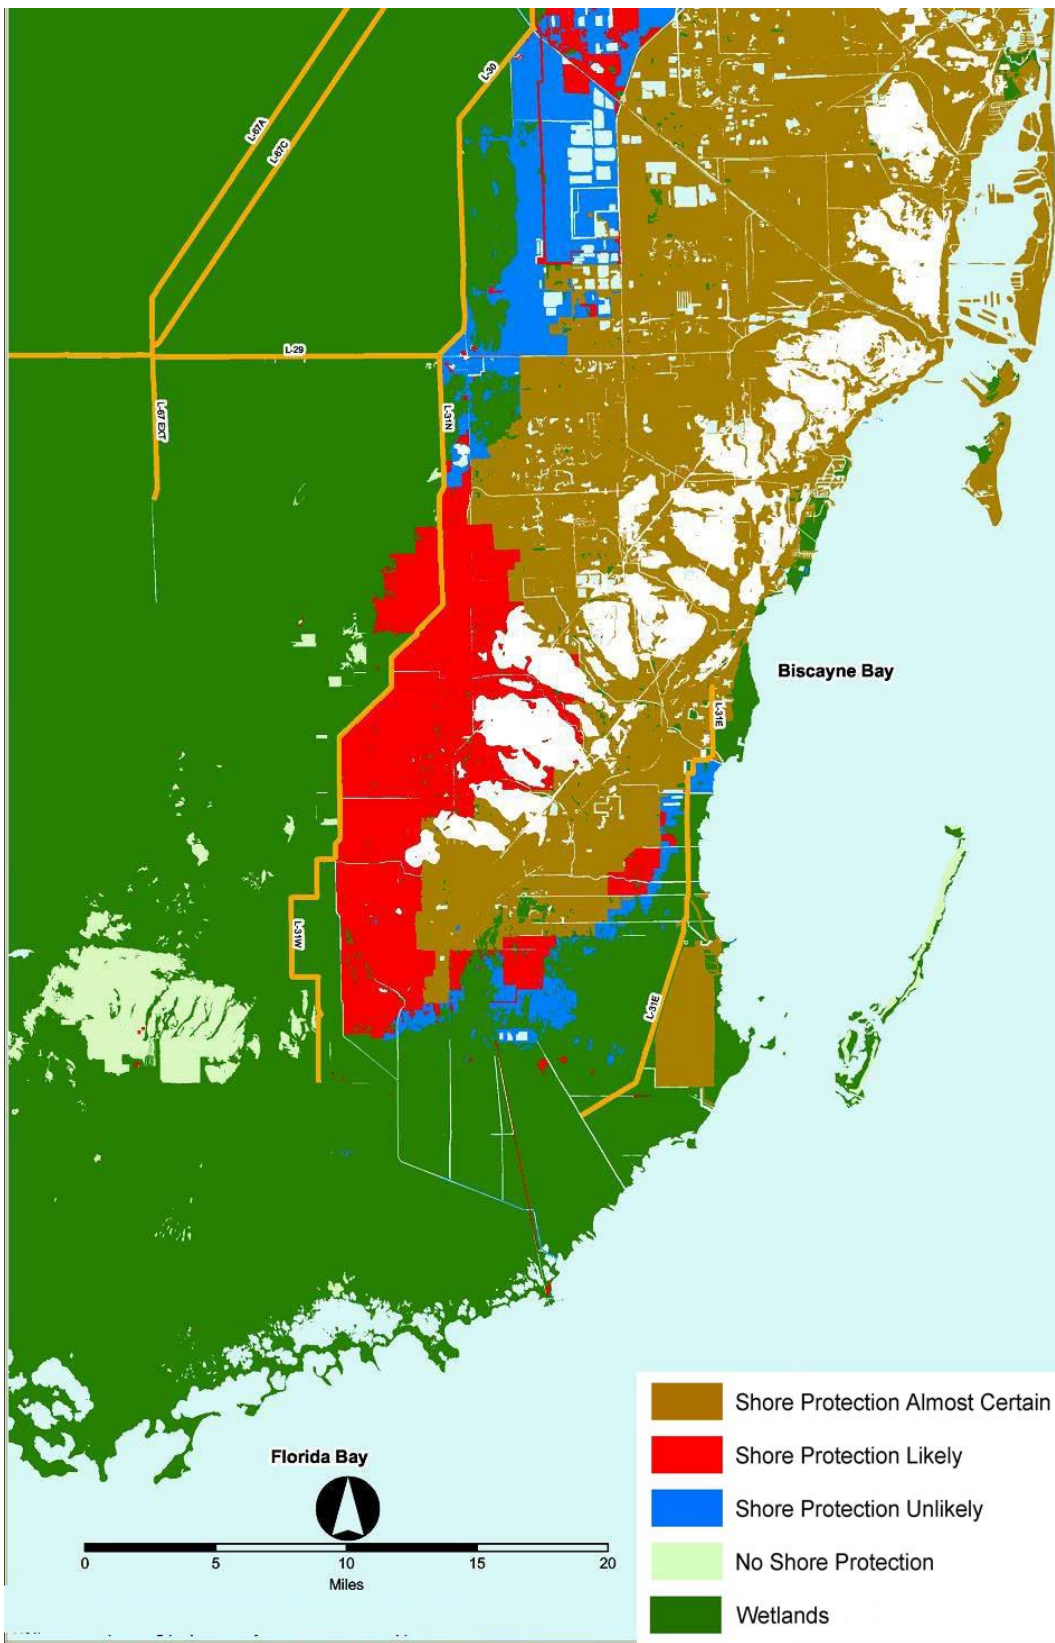 L-30
L-67A
L-67C
L-29
L-67 EXT
L-31N
Biscayne Bay
L-31E
L-31W
L-31E
Shore Protection Almost Certain
Shore Protection Likely
Florida Bay
Shore Protection Unlikely
0 5 10 15 20
Miles
No Shore Protection
Wetlands